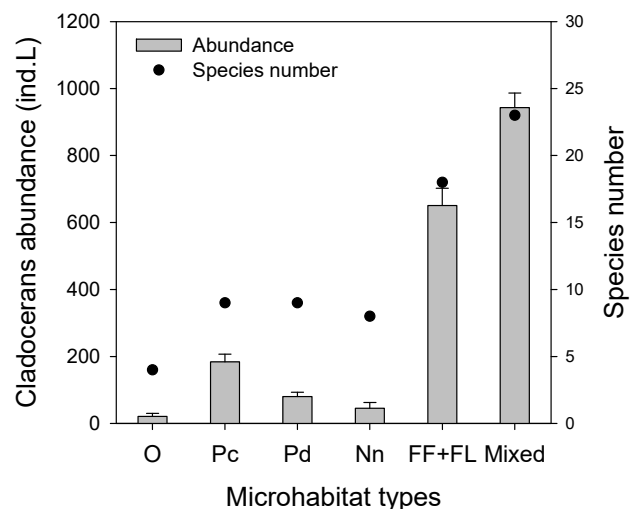 Abundance
Species number
Cladocerans abundance (ind.L)
1200
1000
800
600
400
200
0
30
25
20
15
10
5
0
Species number
O Pc Pd Nn FF+FL Mixed
Microhabitat types